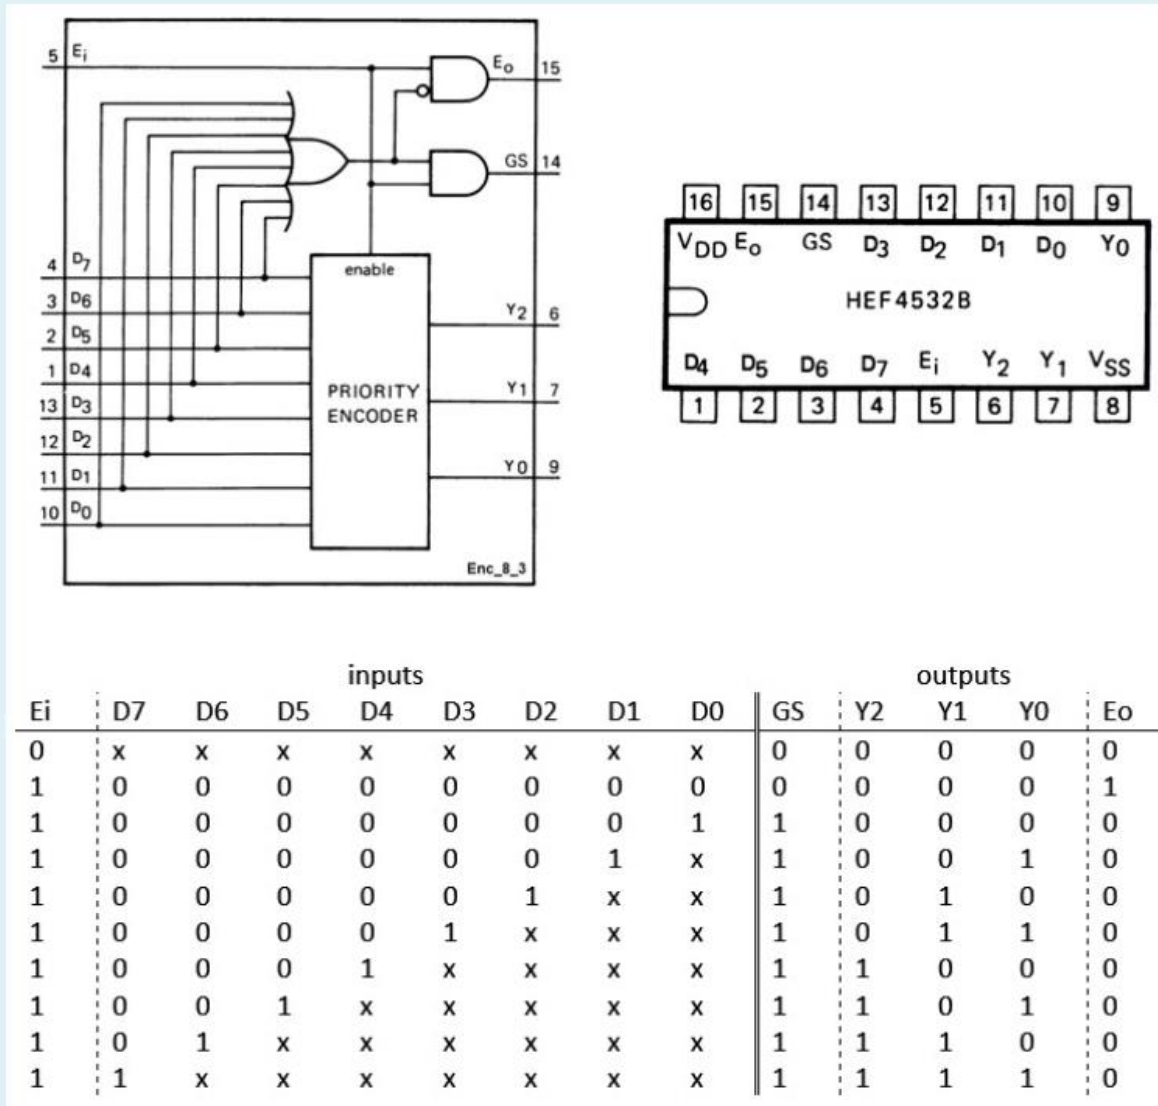 5 Ei Eo 15
GS 14
4 D7 enable
3 D6 Y2 6
2 D5
1 D4 PRIORITY Y1 7
13 D3 ENCODER
12 D2
11 D1 Y0 9
10 D0
Enc_8_3
16 15 14 13 12 11 10 9
VDD Eo GS D3 D2 D1 D0 Y0
HEF4532B
D4 D5 D6 D7 Ei Y2 Y1 VSS
1 2 3 4 5 6 7 8
inputs outputs
Ei D7 D6 D5 D4 D3 D2 D1 D0 GS Y2 Y1 Y0 Eo
0 x x x x x x x x 0 0 0 0 0
1 0 0 0 0 0 0 0 0 0 0 0 0 1
1 0 0 0 0 0 0 0 1 1 0 0 0 0
1 0 0 0 0 0 0 1 x 1 0 0 1 0
1 0 0 0 0 0 1 x x 1 0 1 0 0
1 0 0 0 0 1 x x x 1 0 1 1 0
1 0 0 0 1 x x x x 1 1 0 0 0
1 0 0 1 x x x x x 1 1 0 1 0
1 0 1 x x x x x x 1 1 1 0 0
1 1 x x x x x x x 1 1 1 1 0